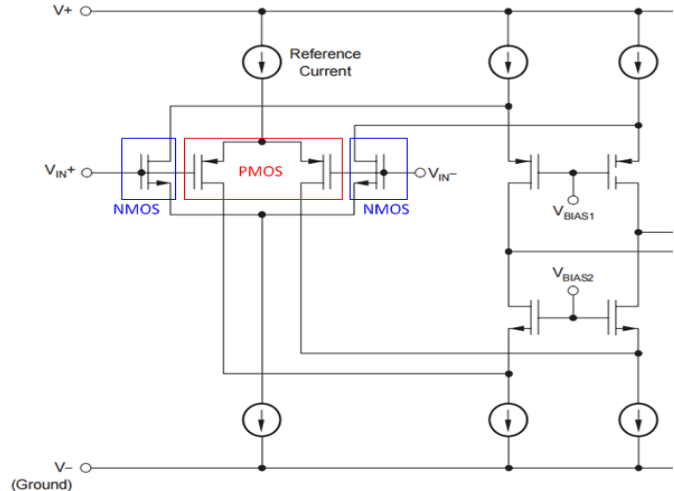 V+
Reference
Current
VIN+
PMOS
VIN−
NMOS
NMOS
VBIAS1
VBIAS2
V−
(Ground)